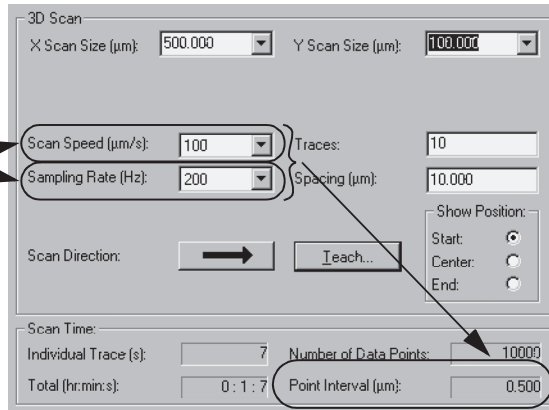 3D Scan
X Scan Size (µm): 500.000 Y Scan Size (µm): 100.000
Scan Speed (µm/s): 100 Traces: 10
Sampling Rate (Hz): 200 Spacing (µm): 10.000
Show Position:
Start:
Scan Direction: Teach... Center:
End:
Scan Time:
Individual Trace (s): 7 Number of Data Points: 10000
Total (hr:min:s): 0:1:7 Point Interval (µm): 0.500